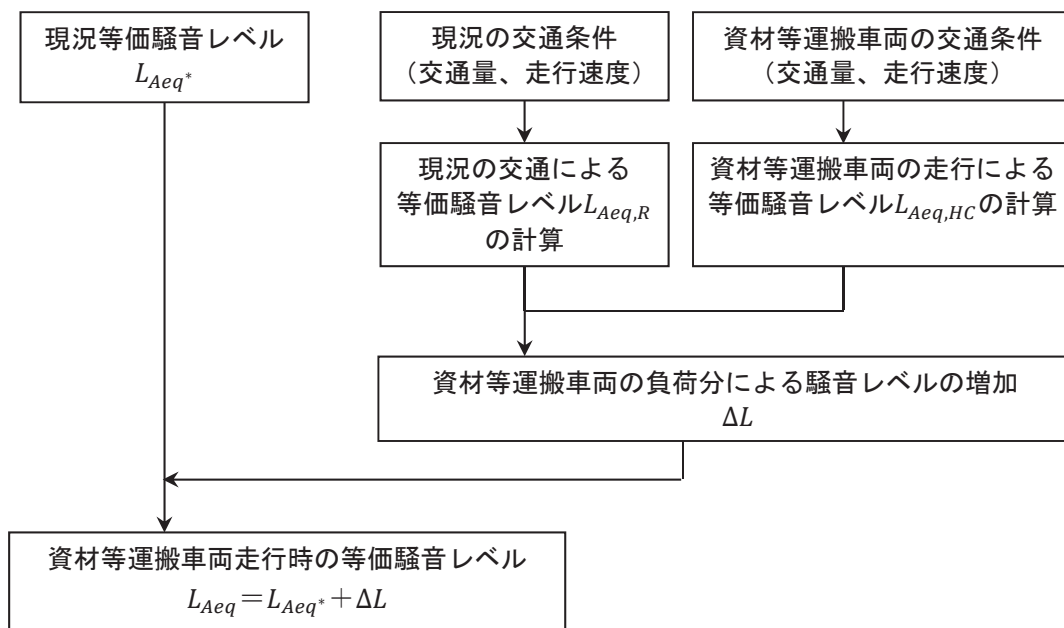 現況等価騒音レベル
L_{Aeq*}
現況の交通条件
（交通量、走行速度）
資材等運搬車両の交通条件
（交通量、走行速度）
現況の交通による
等価騒音レベルL_{Aeq,R}
の計算
資材等運搬車両の走行による
等価騒音レベルL_{Aeq,HC}の計算
資材等運搬車両の負荷分による騒音レベルの増加
ΔL
資材等運搬車両走行時の等価騒音レベル
L_{Aeq}＝L_{Aeq*}＋ΔL